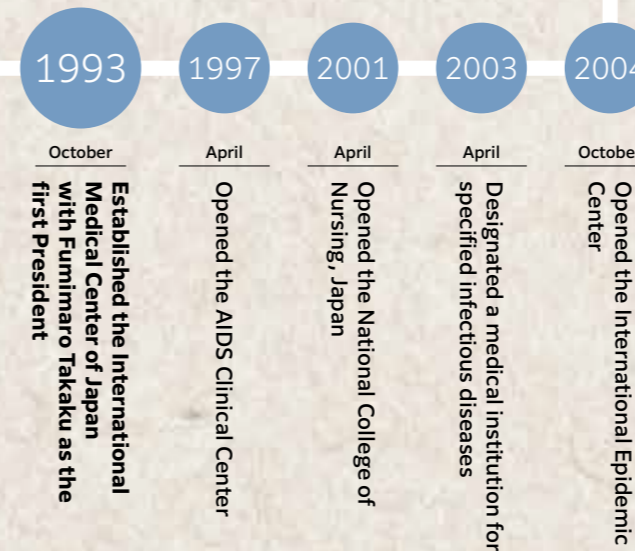 1993
October
Established the International
Medical Center of Japan
with Fumimaro Takaku as the
first President
1997
April
Opened the AIDS Clinical Center
2001
April
Opened the National College of
Nursing, Japan
2003
April
Designated a medical institution for
specified infectious diseases
2004
October
Opened the International Epidemic
Center